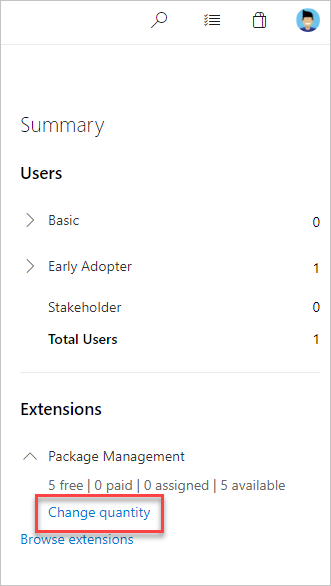 Summary
Users
Basic 0
Early Adopter 1
Stakeholder 0
Total Users 1
Extensions
Package Management
5 free | 0 paid | 0 assigned | 5 available
Change quantity
Browse extensions